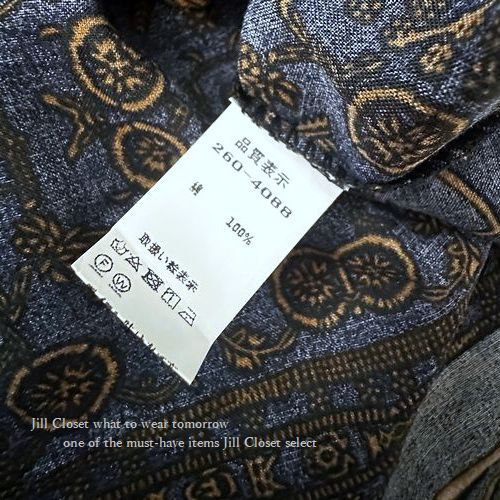 品質表示
260-4088
100%
取扱い絵表示
F
W
Jill Closet what to wear tomorrow
one of the must-have items Jill Closet select